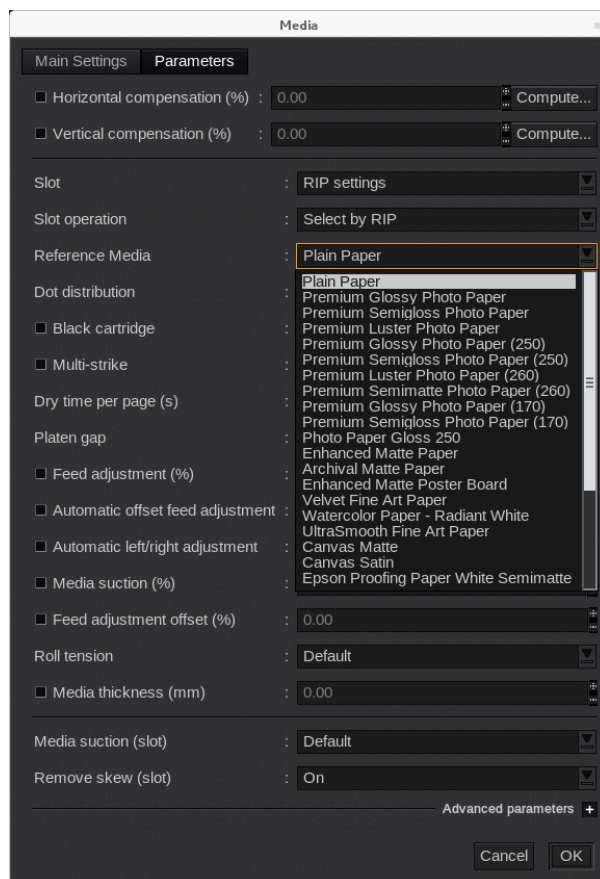 Media
Main Settings Parameters
Horizontal compensation (%) : 0.00 Compute...
Vertical compensation (%) : 0.00 Compute...
Slot : RIP settings
Slot operation : Select by RIP
Reference Media : Plain Paper
Plain Paper
Dot distribution :
Premium Glossy Photo Paper
Premium Semigloss Photo Paper
Premium Luster Photo Paper
Black cartridge :
Premium Glossy Photo Paper (250)
Premium Semigloss Photo Paper (250)
Multi-strike :
Premium Luster Photo Paper (260)
Premium Semimatte Photo Paper (260)
Dry time per page (s) :
Premium Glossy Photo Paper (170)
Premium Semigloss Photo Paper (170)
Platen gap :
Photo Paper Gloss 250
Enhanced Matte Paper
Archival Matte Paper
Feed adjustment (%) :
Enhanced Matte Poster Board
Velvet Fine Art Paper
Automatic offset feed adjustment :
Watercolor Paper - Radiant White
UltraSmooth Fine Art Paper
Automatic left/right adjustment :
Canvas Matte
Canvas Satin
Media suction (%) :
Epson Proofing Paper White Semimatte
Feed adjustment offset (%) : 0.00
Roll tension : Default
Media thickness (mm) : 0.00
Media suction (slot) : Default
Remove skew (slot) : On
Advanced parameters +
Cancel OK